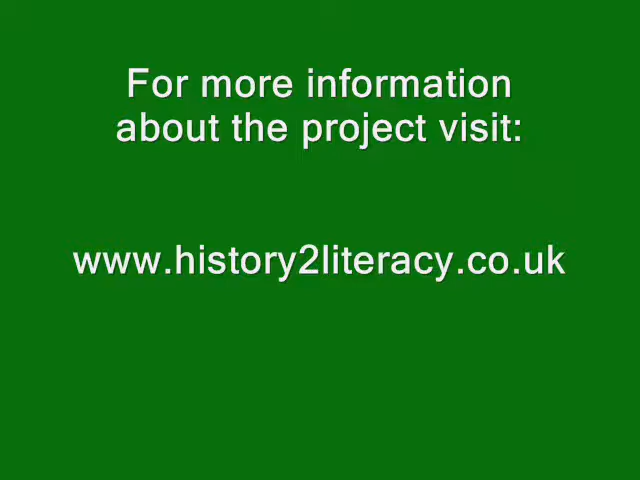 For more information
about the project visit:
www.history2literacy.co.uk